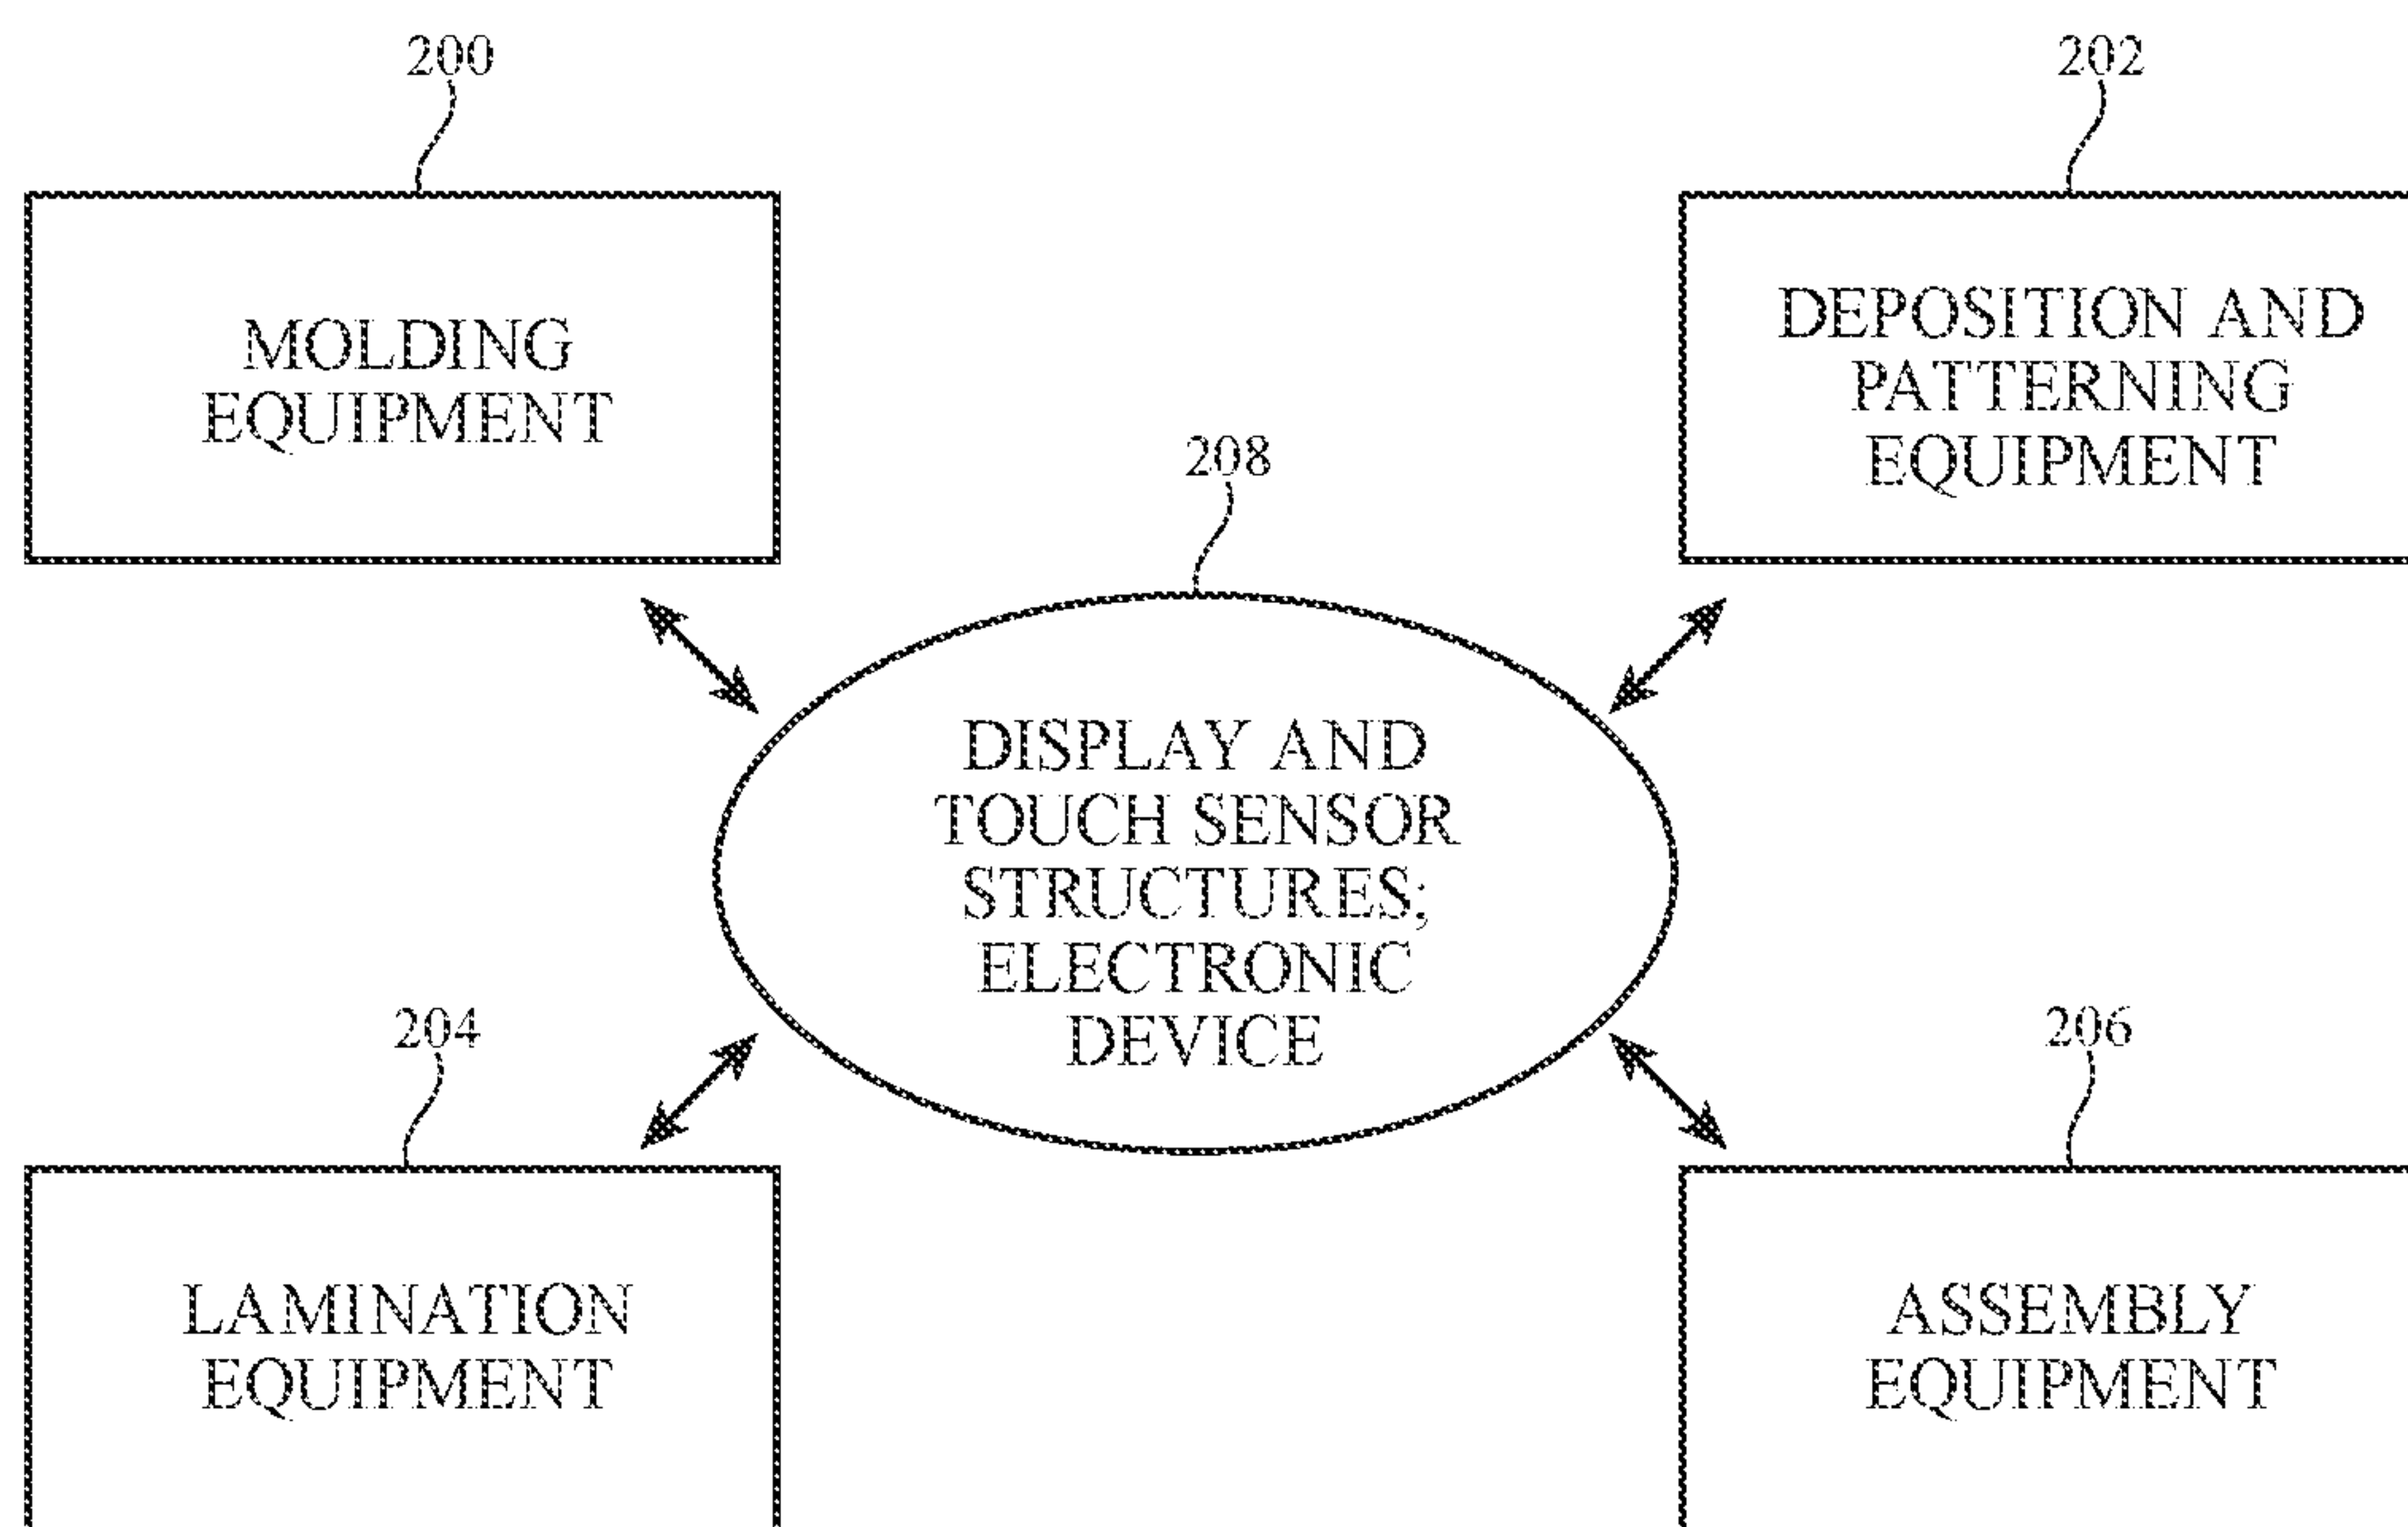 200
202
MOLDING
EQUIPMENT
DEPOSITION AND
PATTERNING
EQUIPMENT
208
DISPLAY AND
TOUCH SENSOR
STRUCTURES;
ELECTRONIC
DEVICE
204
206
LAMINATION
EQUIPMENT
ASSEMBLY
EQUIPMENT